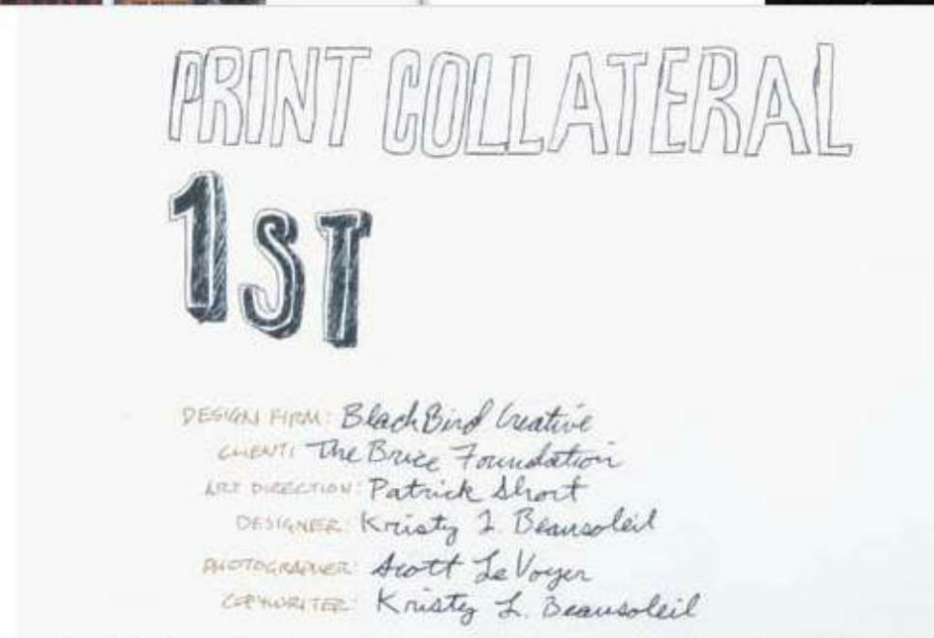 PRINT COLLATERAL
1ST
DESIGN FIRM: BlackBird Creative
CLIENT: The Brice Foundation
ART DIRECTION: Patrick Short
DESIGNER: Kristy L. Beausoleil
PHOTOGRAPHER: Scott LeVoyer
COPYWRITER: Kristy L. Beausoleil